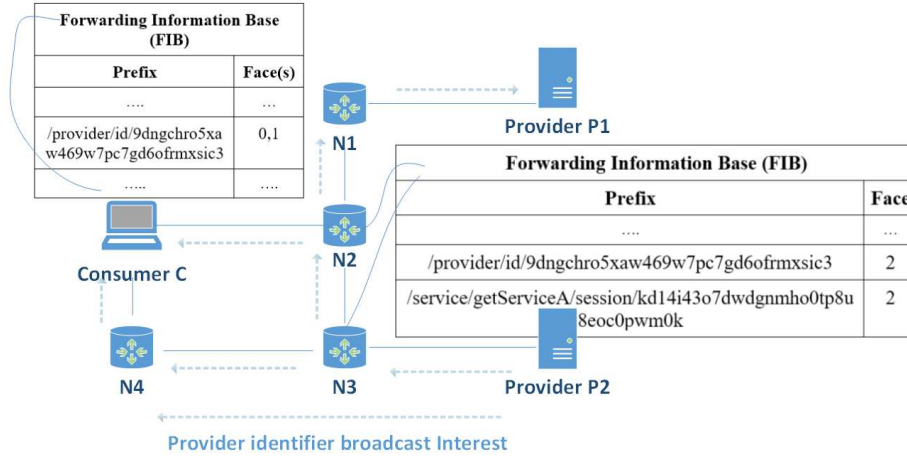 Forwarding Information Base
(FIB)
Prefix Face(s)
.... ...
/provider/id/9dngchro5xa 0,1
w469w7pc7gd6ofrmxsic3
..... ....
N1
Provider P1
Forwarding Information Base (FIB)
Prefix Face
.... ...
/provider/id/9dngchro5xaw469w7pc7gd6ofrmxsic3 2
/service/getServiceA/session/kd14i43o7dwdgnmho0tp8u 2
8eoc0pwm0k
N2
Consumer C
N4
N3
Provider P2
Provider identifier broadcast Interest